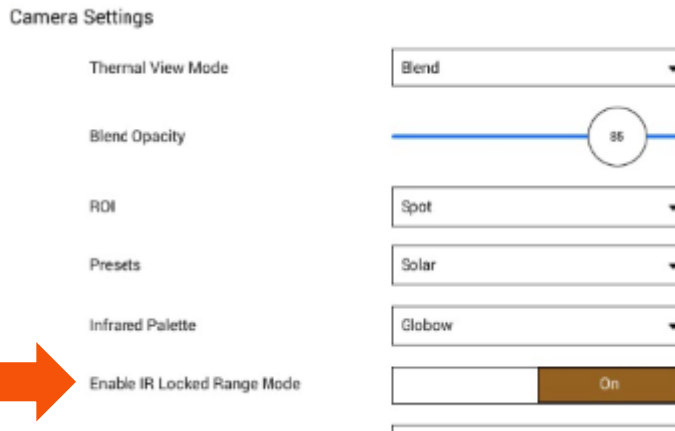 Camera Settings
Thermal View Mode Blend
Blend Opacity 85
ROI Spot
Presets Solar
Infrared Palette Globow
Enable IR Locked Range Mode On